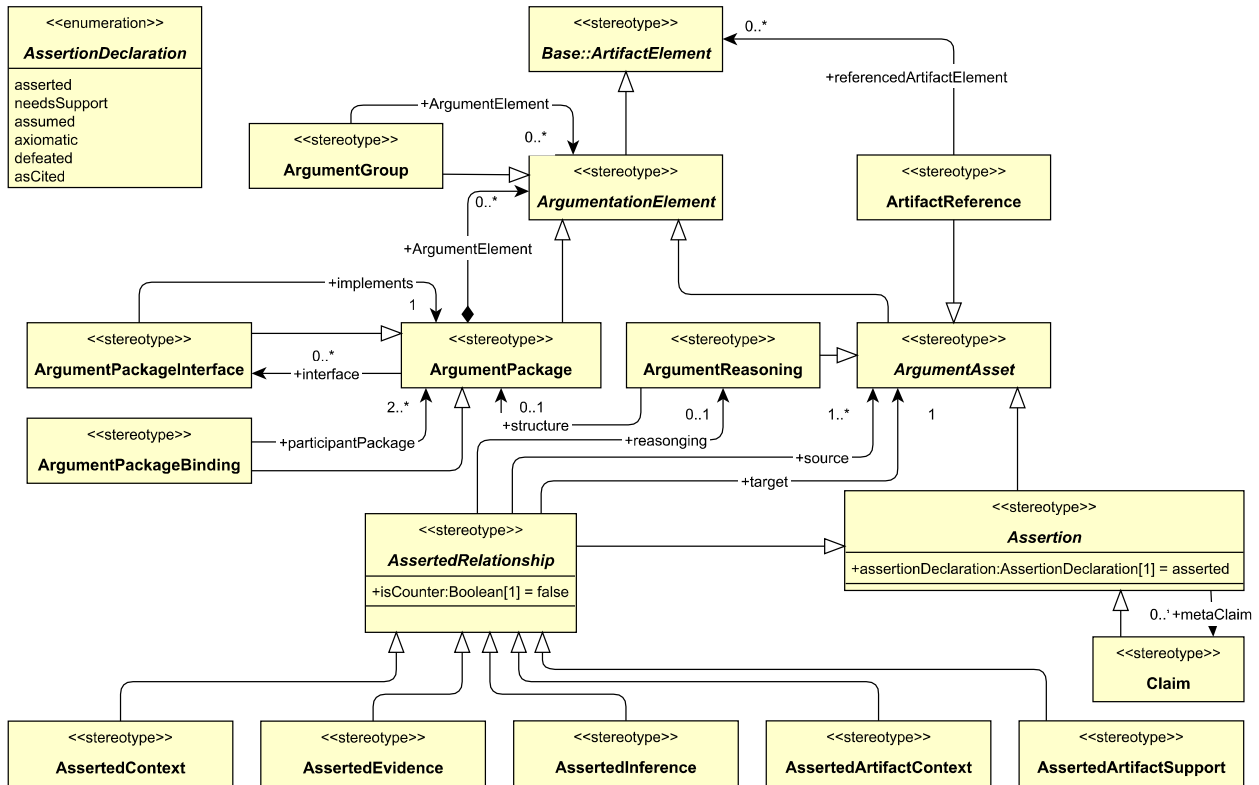 <<enumeration>>
AssertionDeclaration
asserted
needsSupport
assumed
axiomatic
defeated
asCited
<<stereotype>>
Base::ArtifactElement
0..*
+referencedArtifactElement
+ArgumentElement
0..*
<<stereotype>>
ArgumentGroup
<<stereotype>>
ArgumentationElement
0..*
<<stereotype>>
ArtifactReference
+ArgumentElement
+implements
1
<<stereotype>>
ArgumentPackageInterface
0..*
+interface
<<stereotype>>
ArgumentPackage
<<stereotype>>
ArgumentReasoning
<<stereotype>>
ArgumentAsset
2..*
0..1
+structure
0..1
1..*
1
<<stereotype>>
ArgumentPackageBinding
+participantPackage
+reasonging
+source
+target
<<stereotype>>
AssertedRelationship
+isCounter:Boolean[1] = false
<<stereotype>>
Assertion
+assertionDeclaration:AssertionDeclaration[1] = asserted
0..* +metaClaim
<<stereotype>>
Claim
<<stereotype>>
AssertedContext
<<stereotype>>
AssertedEvidence
<<stereotype>>
AssertedInference
<<stereotype>>
AssertedArtifactContext
<<stereotype>>
AssertedArtifactSupport